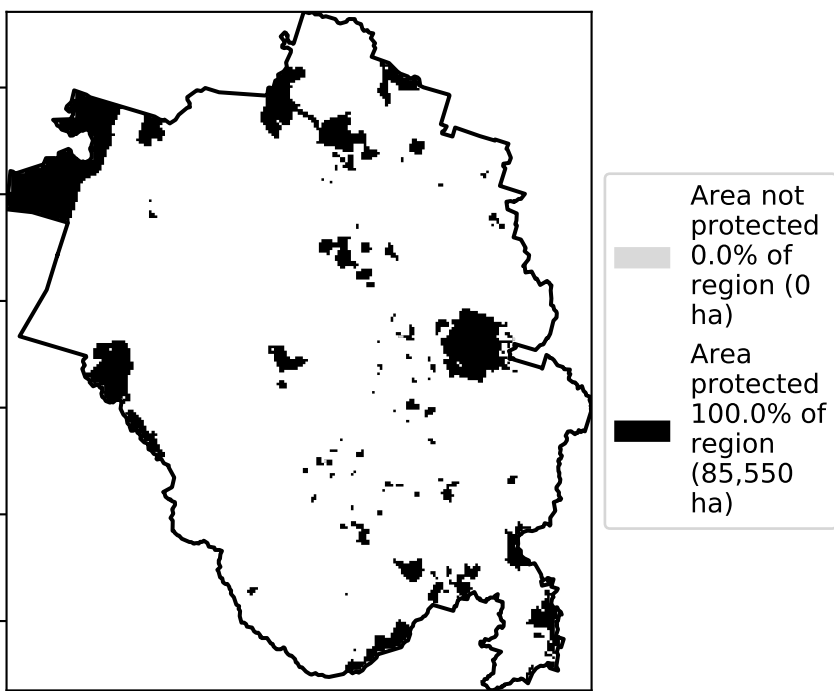 Area not
protected
0.0% of
region (0
ha)
Area
protected
100.0% of
region
(85,550
ha)